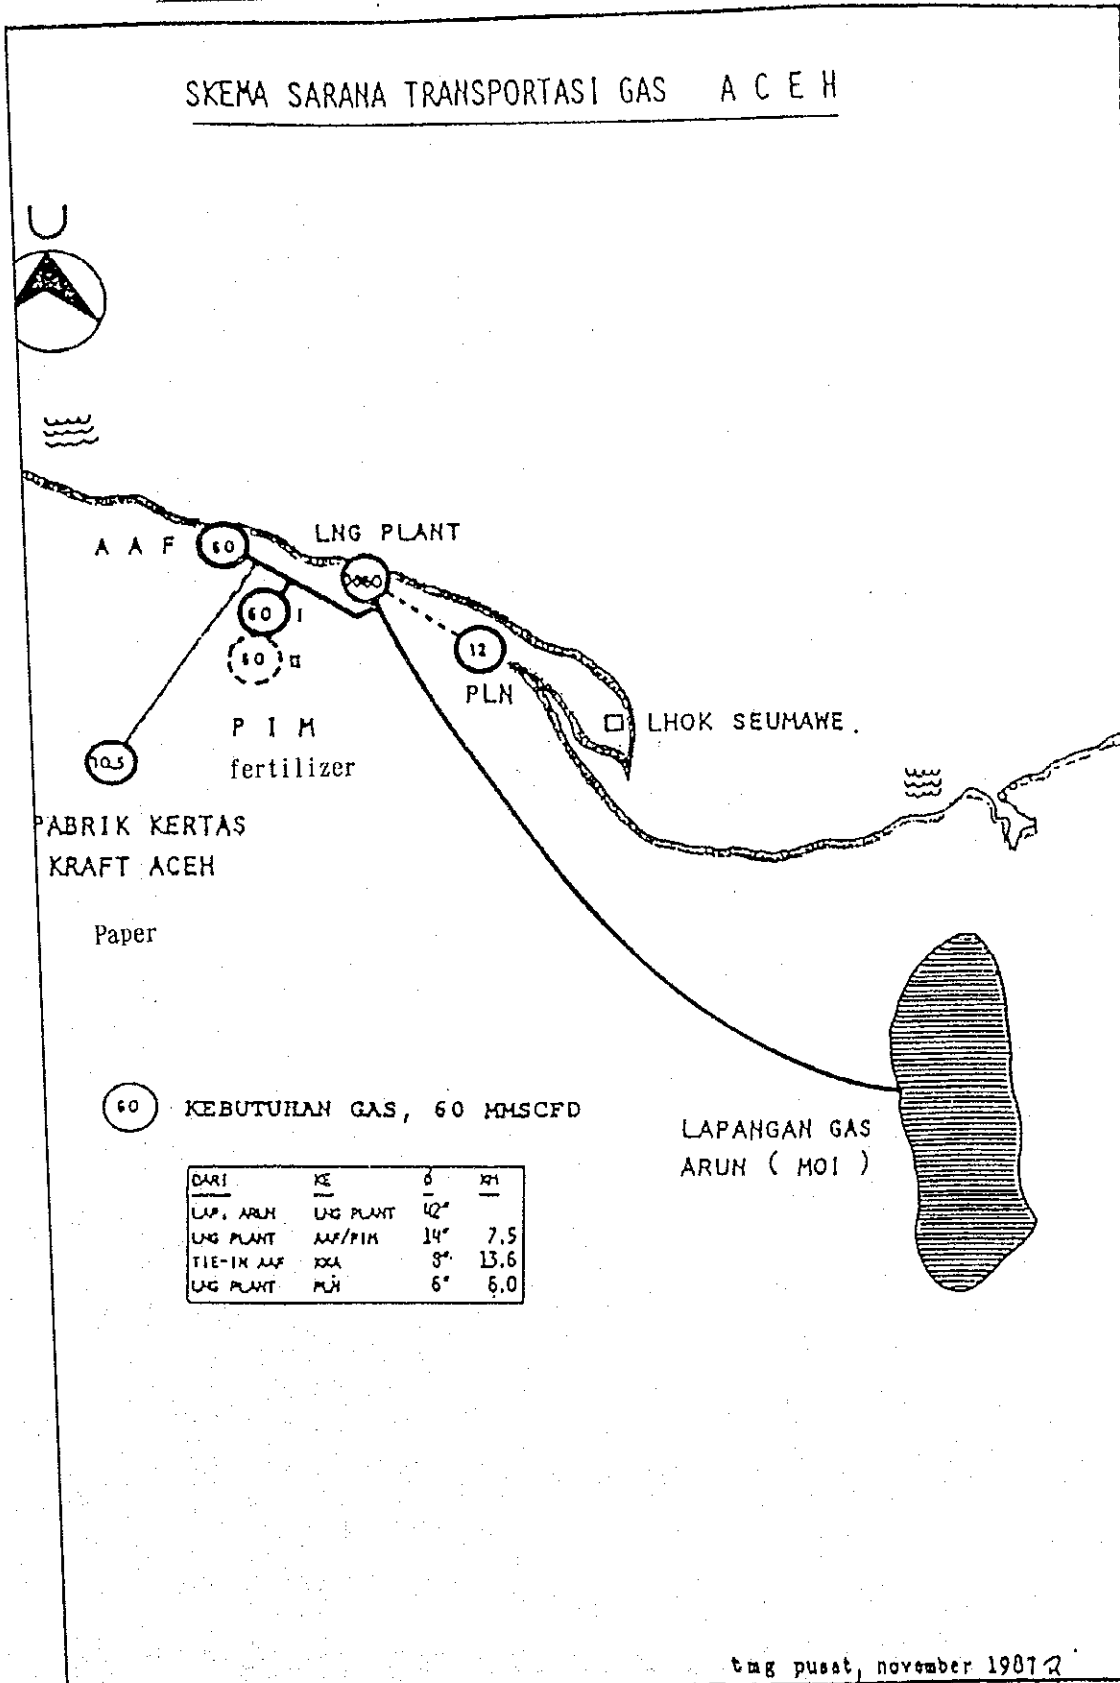 SKEMA SARANA TRANSPORTASI GAS A C E H
U
A A F
60
LNG PLANT
60 I
60 II
12
PLN
LHOK SEUMAWE.
P I M
fertilizer
10.5
PABRIK KERTAS
KRAFT ACEH
Paper
60 KEBUTUHAN GAS, 60 MMSCFD
LAPANGAN GAS
ARUN ( MOI )
DARI KE Ø KM
LAP. ARUN LNG PLANT 42"
LNG PLANT AAF/PIM 14" 7.5
TIE-IN AAF KKA 8" 13.6
LNG PLANT PLN 6" 6.0
tmg pusat, november 1987